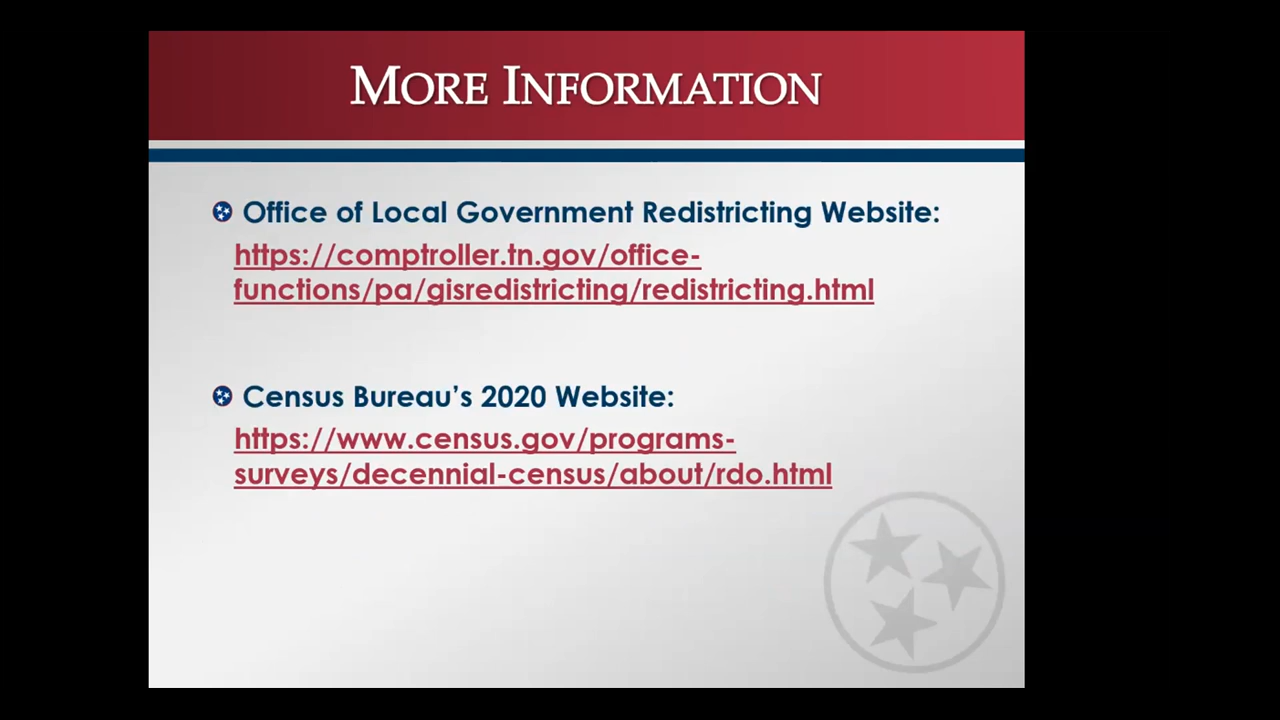 MORE INFORMATION
Office of Local Government Redistricting Website:
https://comptroller.tn.gov/office-
functions/pa/gisredistricting/redistricting.html
Census Bureau's 2020 Website:
https://www.census.gov/programs-
surveys/decennial-census/about/rdo.html